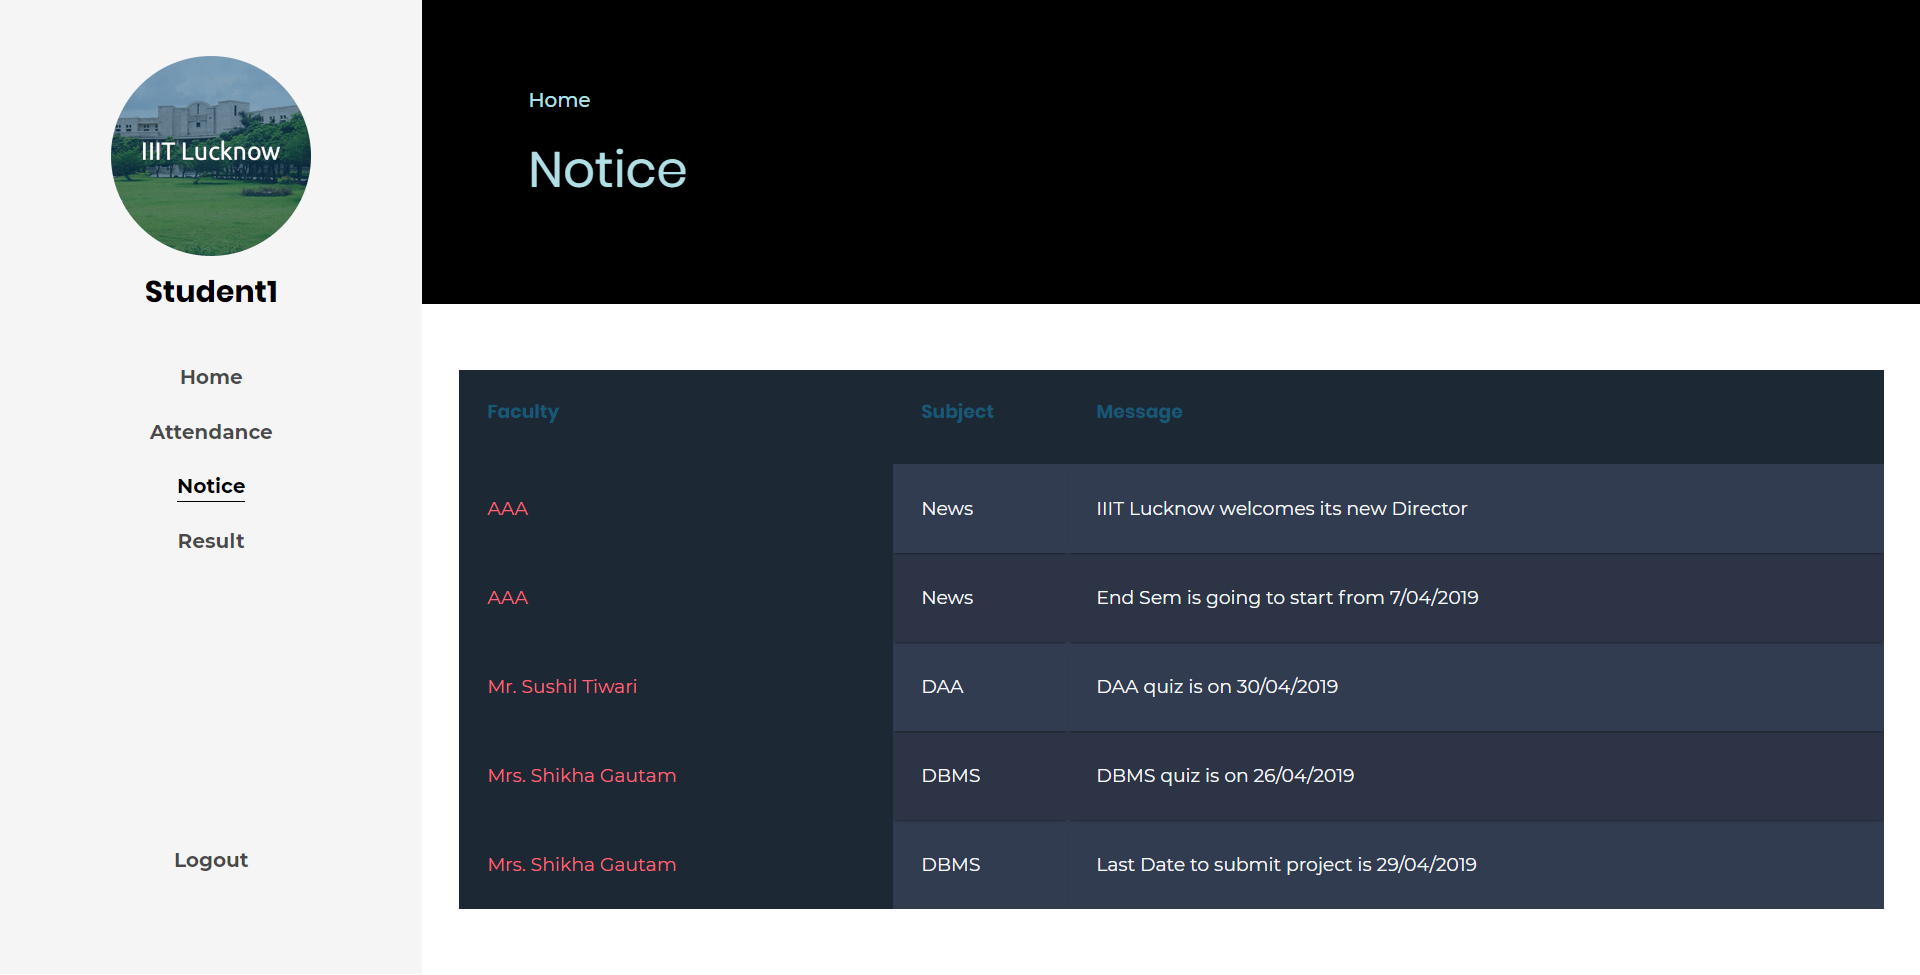 IIIT Lucknow
Student1
Home
Attendance
Notice
Result
Logout
Home
Notice
Faculty Subject Message
AAA News IIIT Lucknow welcomes its new Director
AAA News End Sem is going to start from 7/04/2019
Mr. Sushil Tiwari DAA DAA quiz is on 30/04/2019
Mrs. Shikha Gautam DBMS DBMS quiz is on 26/04/2019
Mrs. Shikha Gautam DBMS Last Date to submit project is 29/04/2019